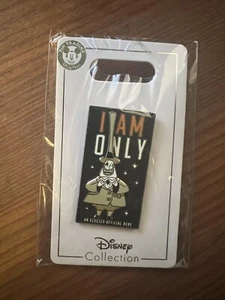 I AM
ONLY
AN ELECTED OFFICIAL HERE
Disney
Collection